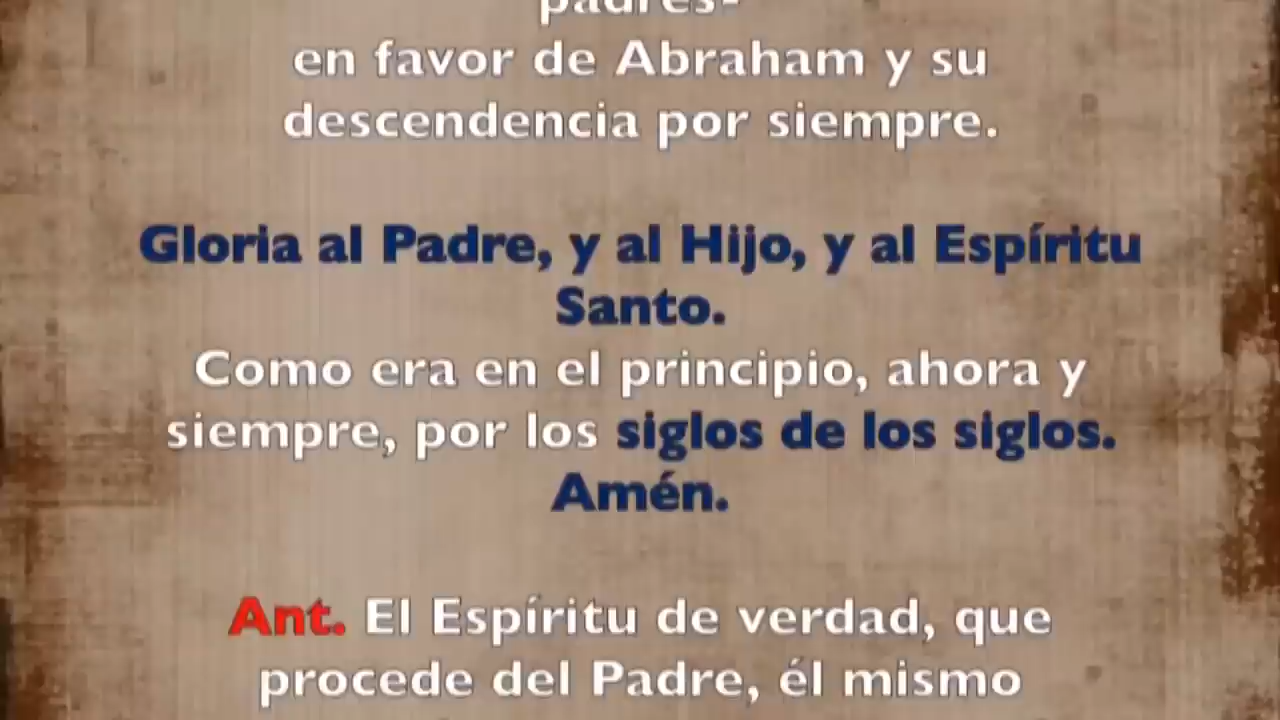 padres-
en favor de Abraham y su
descendencia por siempre.
Gloria al Padre, y al Hijo, y al Espíritu
Santo.
Como era en el principio, ahora y
siempre, por los siglos de los siglos.
Amén.
Ant. El Espíritu de verdad, que
procede del Padre, él mismo